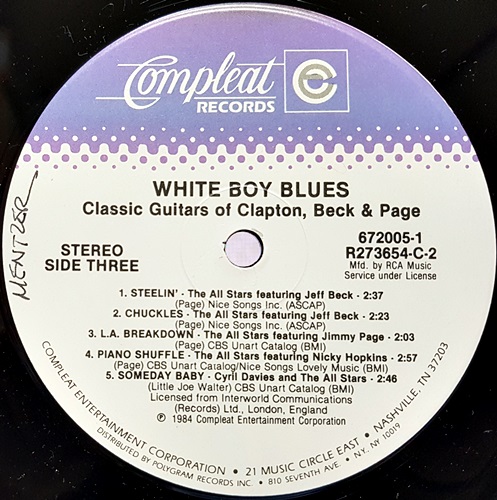 Compleat
RECORDS
WHITE BOY BLUES
Classic Guitars of Clapton, Beck & Page
STEREO
SIDE THREE
672005-1
R273654-C-2
Mfd. by RCA Music
Service under License
MENTZER
1. STEELIN' - The All Stars featuring Jeff Beck - 2:37
(Page) Nice Songs Inc. (ASCAP)
2. CHUCKLES - The All Stars featuring Jeff Beck - 2:23
(Page) Nice Songs Inc. (ASCAP)
3. L.A. BREAKDOWN - The All Stars featuring Jimmy Page - 2:03
(Page) CBS Unart Catalog (BMI)
4. PIANO SHUFFLE - The All Stars featuring Nicky Hopkins - 2:57
(Page) CBS Unart Catalog/Nice Songs Lovely Music (BMI)
5. SOMEDAY BABY - Cyril Davies and The All Stars - 2:46
(Little Joe Walter) CBS Unart Catalog (BMI)
Licensed from Interworld Communications
(Records) Ltd., London, England
℗ 1984 Compleat Entertainment Corporation
COMPLEAT ENTERTAINMENT CORPORATION • 21 MUSIC CIRCLE EAST • NASHVILLE, TN 37203
DISTRIBUTED BY POLYGRAM RECORDS INC. • 810 SEVENTH AVE. • N.Y. NY 10019